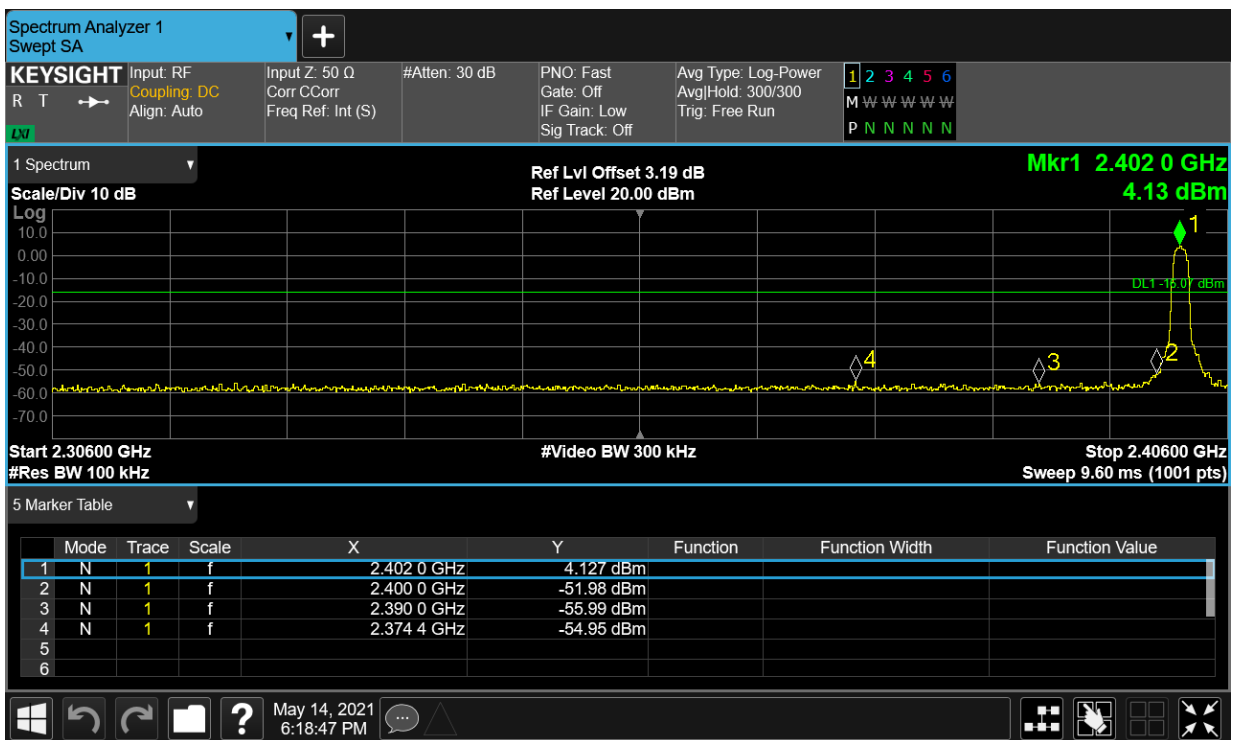 Spectrum Analyzer 1
Swept SA
+
KEYSIGHT
R T
LXI
Input: RF
Coupling: DC
Align: Auto
Input Z: 50 Ω
Corr CCorr
Freq Ref: Int (S)
#Atten: 30 dB
PNO: Fast
Gate: Off
IF Gain: Low
Sig Track: Off
Avg Type: Log-Power
Avg|Hold: 300/300
Trig: Free Run
1 2 3 4 5 6
M W W W W W
P N N N N N
1 Spectrum
Scale/Div 10 dB
Ref Lvl Offset 3.19 dB
Ref Level 20.00 dBm
Mkr1 2.402 0 GHz
4.13 dBm
Log
10.0
0.00
-10.0
-20.0
-30.0
-40.0
-50.0
-60.0
-70.0
1
DL1 -16.07 dBm
4
3
2
Start 2.30600 GHz
#Video BW 300 kHz
Stop 2.40600 GHz
#Res BW 100 kHz
Sweep 9.60 ms (1001 pts)
5 Marker Table
Mode Trace Scale X Y Function Function Width Function Value
1 N 1 f 2.402 0 GHz 4.127 dBm
2 N 1 f 2.400 0 GHz -51.98 dBm
3 N 1 f 2.390 0 GHz -55.99 dBm
4 N 1 f 2.374 4 GHz -54.95 dBm
5
6
?
May 14, 2021
6:18:47 PM